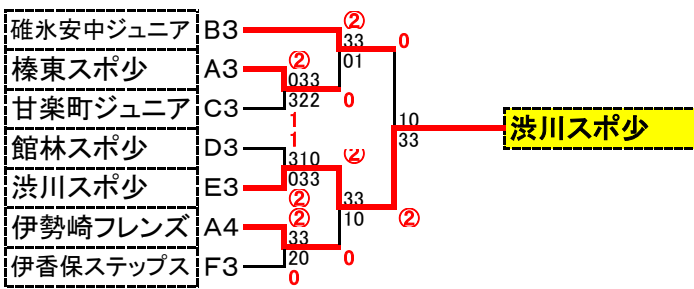 碓氷安中ジュニア B3 ② 0
33
01
榛東スポ少 A3 ②
033
甘楽町ジュニア C3 322 0
1
10 渋川スポ少
33
館林スポ少 D3 1
310 ②
渋川スポ少 E3 033
② 33 ②
10
伊勢崎フレンズ A4 ②
33
伊香保ステップス F3 20 0
0